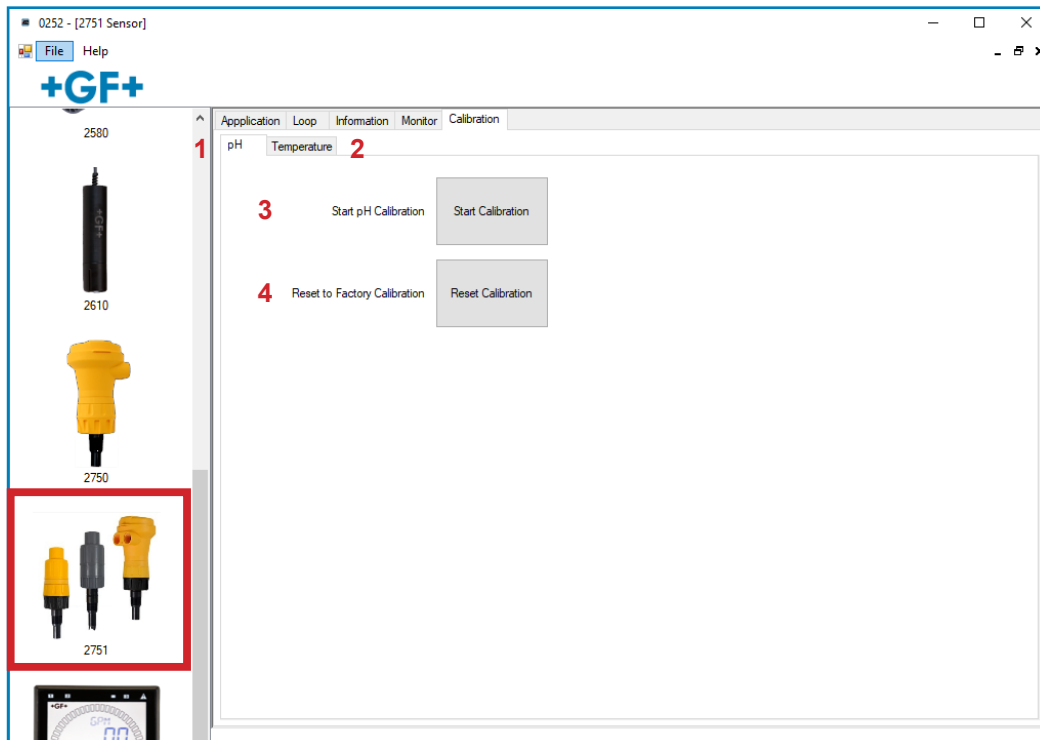 0252 - [2751 Sensor]
File Help
+GF+
2580
Appplication Loop Information Monitor Calibration
1 pH Temperature 2
3 Start pH Calibration Start Calibration
+GF+
4 Reset to Factory Calibration Reset Calibration
2610
2750
2751
+GF+
GPM
00